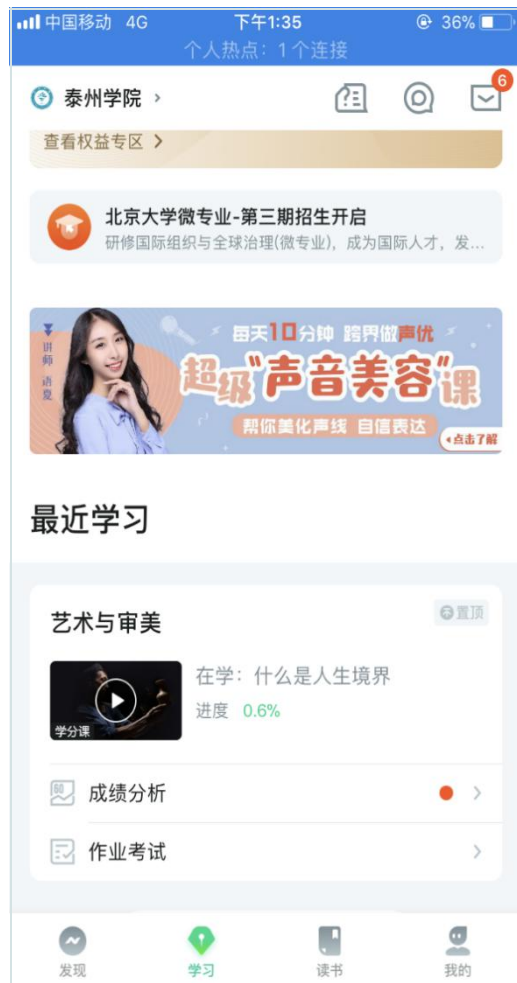 中国移动 4G 下午1:35 36%
个人热点：1个连接
泰州学院
6
查看权益专区
北京大学微专业-第三期招生开启
研修国际组织与全球治理(微专业)，成为国际人才，发...
讲师 语夏
每天10分钟 跨界做声优
超级"声音美容"课
帮你美化声线 自信表达
点击了解
最近学习
艺术与审美
置顶
在学：什么是人生境界
进度 0.6%
学分课
成绩分析
作业考试
发现 学习 读书 我的